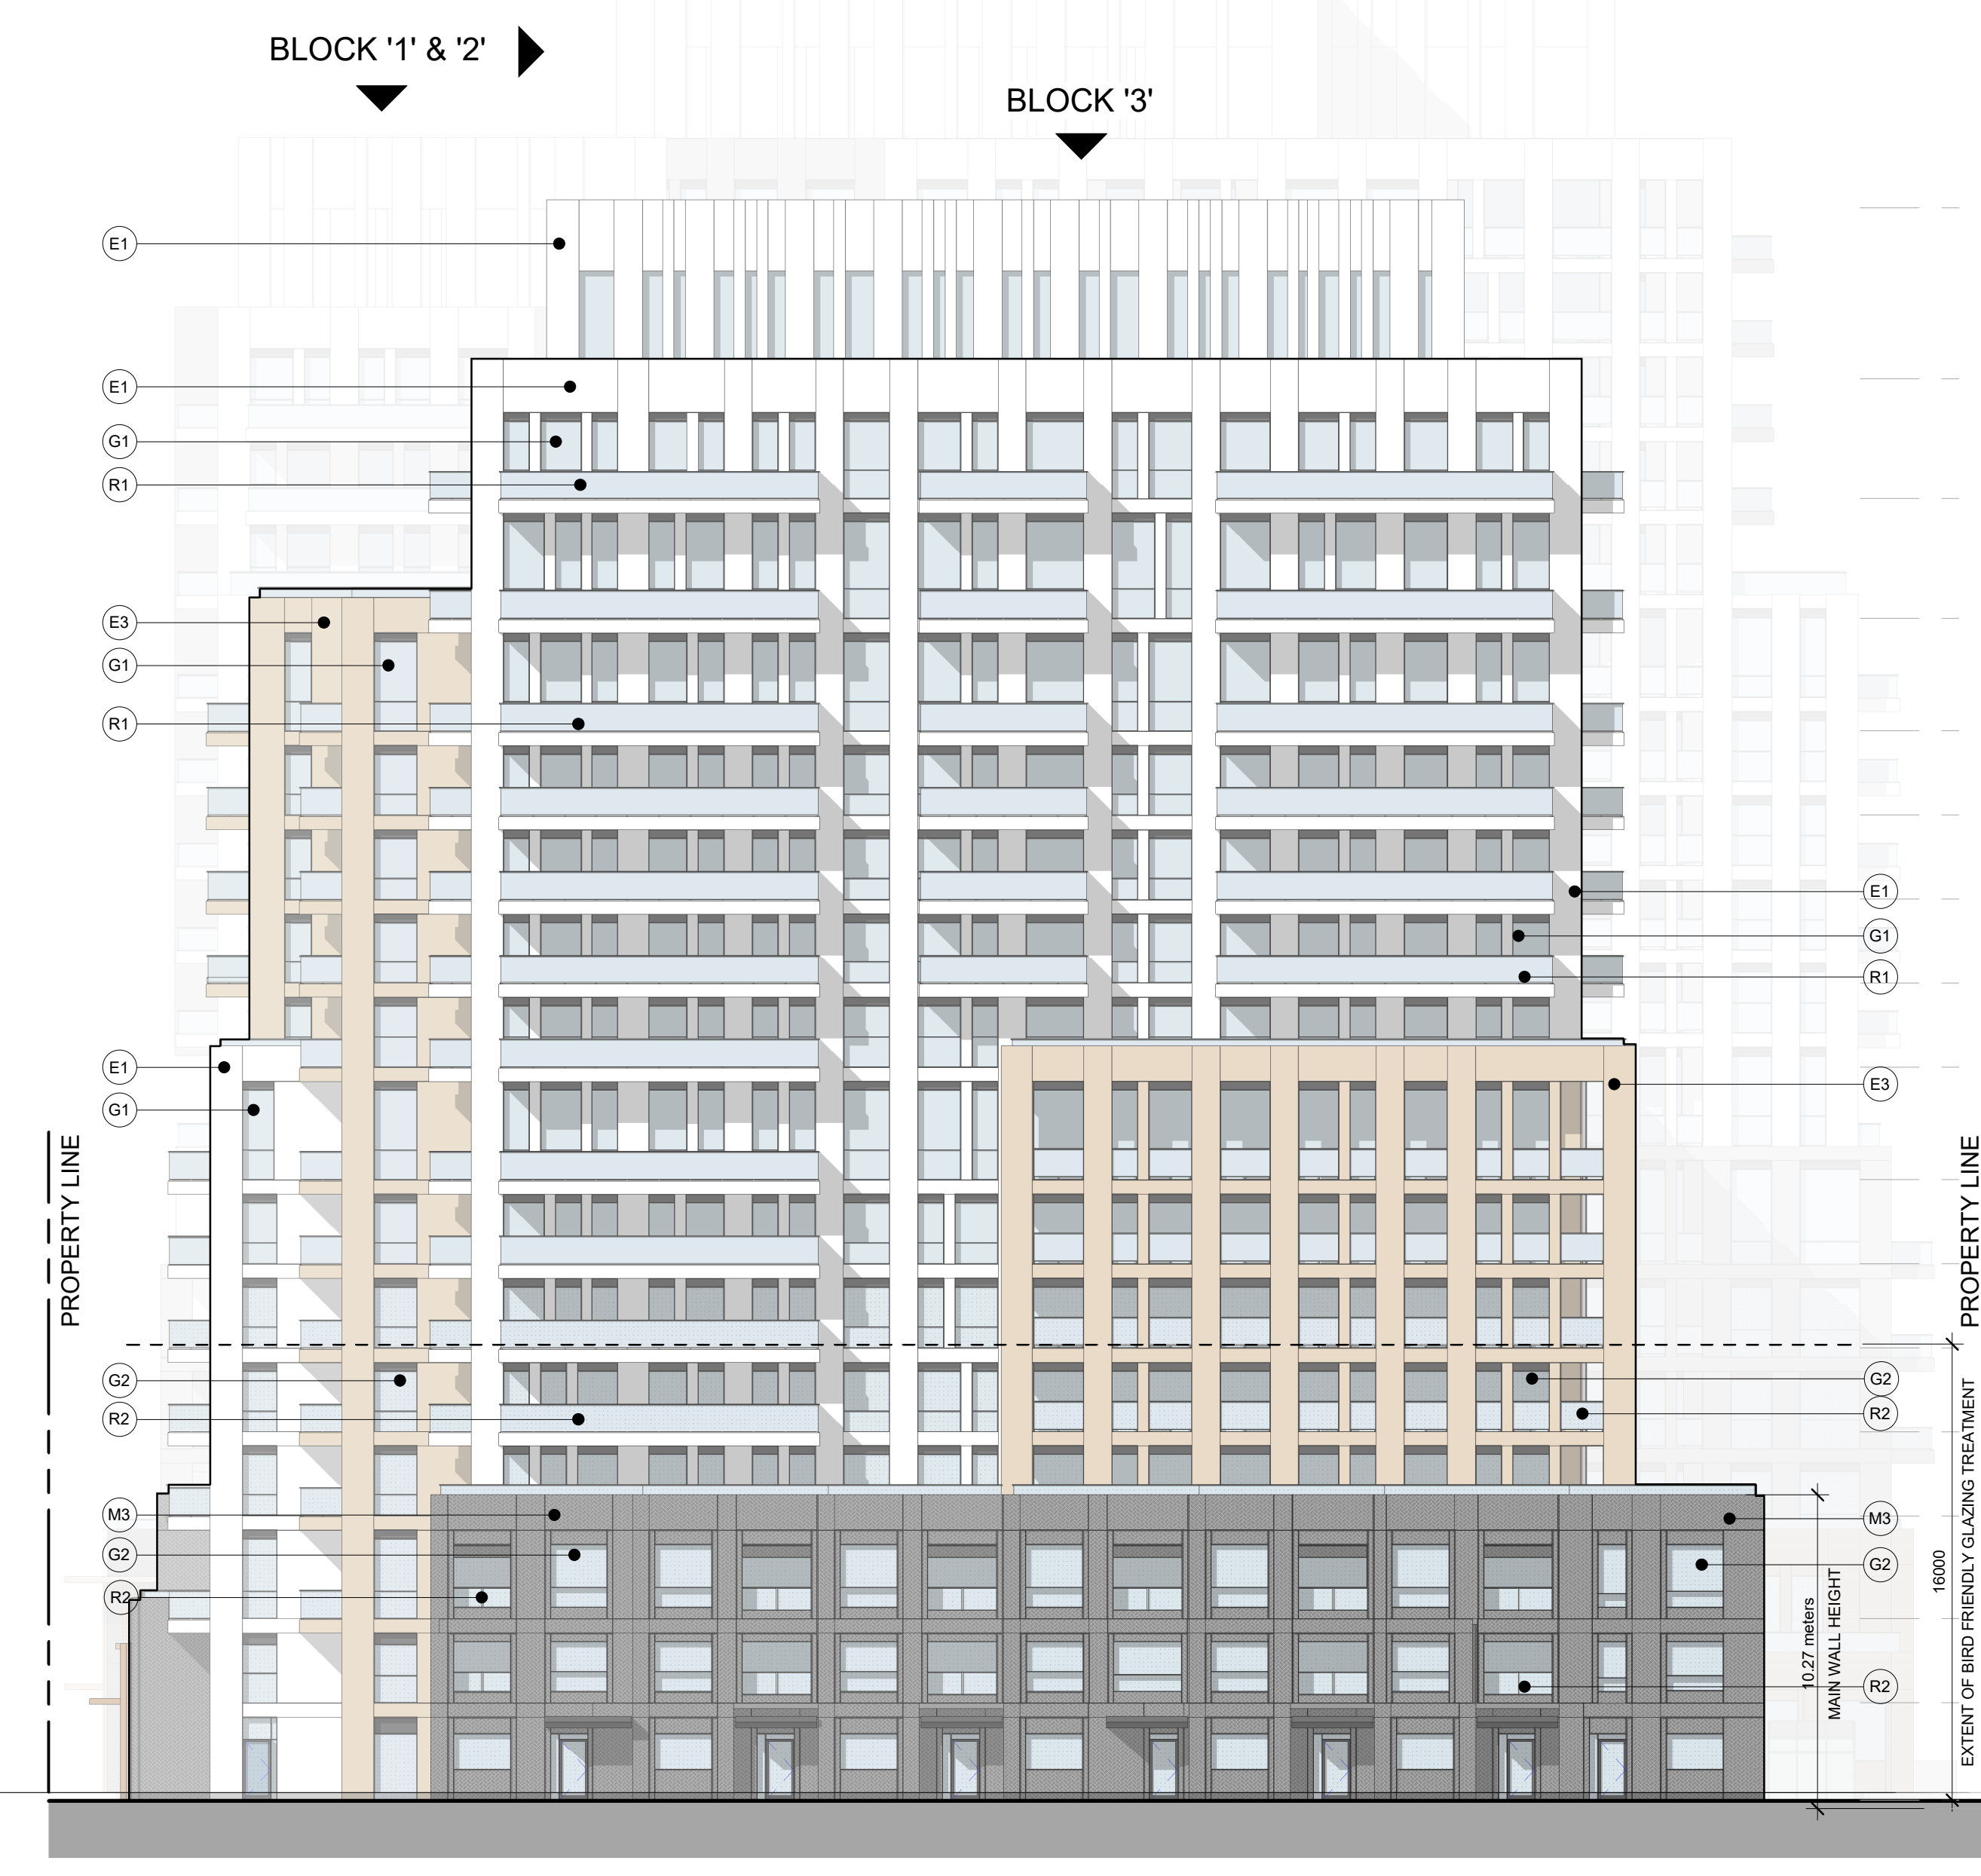 BLOCK '1' & '2'
BLOCK '3'
E1
E1
G1
R1
E3
G1
R1
E1
G1
R1
E1
G1
E3
PROPERTY LINE
PROPERTY LINE
G2
R2
G2
R2
M3
G2
R2
M3
G2
R2
10.27 meters
MAIN WALL HEIGHT
16000
EXTENT OF BIRD FRIENDLY GLAZING TREATMENT